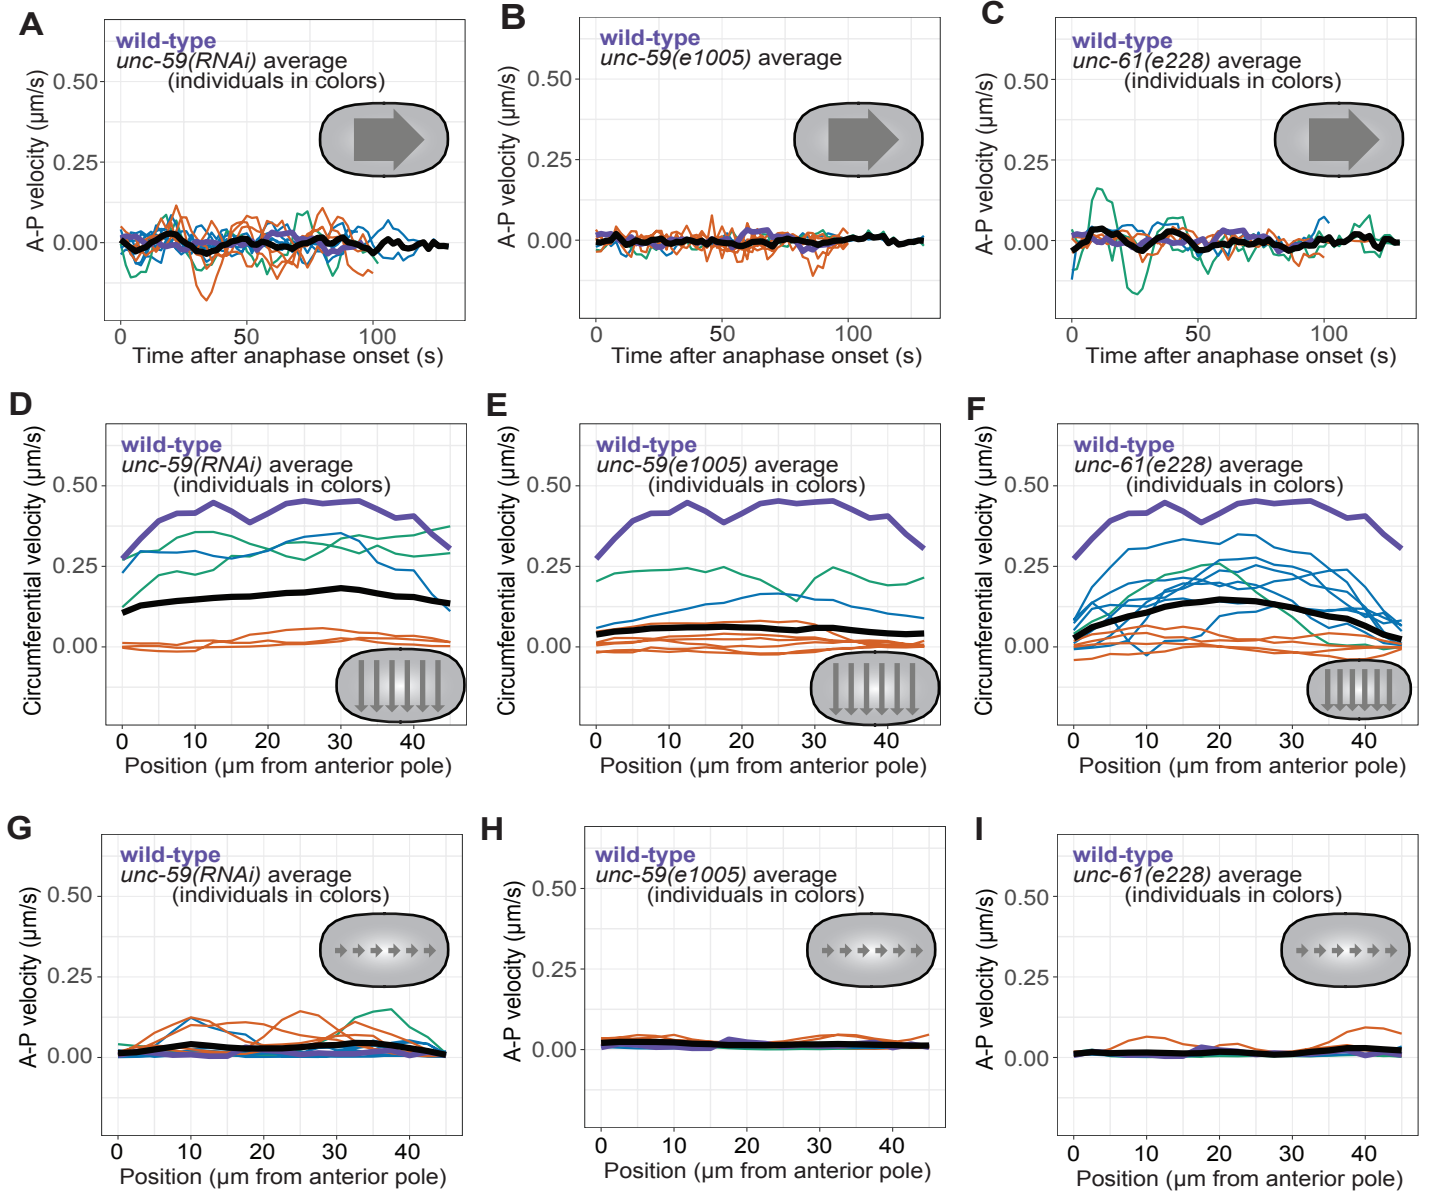 A
wild-type
unc-59(RNAi) average
(individuals in colors)
A-P velocity (µm/s)
0.50
0.25
0.00
0 50 100
Time after anaphase onset (s)
B
wild-type
unc-59(e1005) average
A-P velocity (µm/s)
0.50
0.25
0.00
0 50 100
Time after anaphase onset (s)
C
wild-type
unc-61(e228) average
(individuals in colors)
A-P velocity (µm/s)
0.50
0.25
0.00
0 50 100
Time after anaphase onset (s)
D
wild-type
unc-59(RNAi) average
(individuals in colors)
Circumferential velocity (µm/s)
0.50
0.25
0.00
0 20 40
Position (µm from anterior pole)
E
wild-type
unc-59(e1005) average
(individuals in colors)
Circumferential velocity (µm/s)
0.50
0.25
0.00
0 20 40
Position (µm from anterior pole)
F
wild-type
unc-61(e228) average
(individuals in colors)
Circumferential velocity (µm/s)
0.50
0.25
0.00
0 20 40
Position (µm from anterior pole)
G
wild-type
unc-59(RNAi) average
(individuals in colors)
A-P velocity (µm/s)
0.50
0.25
0.00
0 10 20 30 40
Position (µm from anterior pole)
H
wild-type
unc-59(e1005) average
(individuals in colors)
A-P velocity (µm/s)
0.50
0.25
0.00
0 10 20 30 40
Position (µm from anterior pole)
I
wild-type
unc-61(e228) average
(individuals in colors)
A-P velocity (µm/s)
0.50
0.25
0.00
0 10 20 30 40
Position (µm from anterior pole)